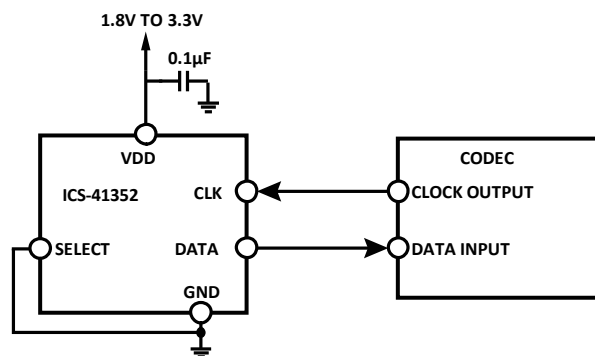 1.8V TO 3.3V
0.1µF
VDD
CODEC
ICS-41352
CLK
CLOCK OUTPUT
SELECT
DATA
DATA INPUT
GND